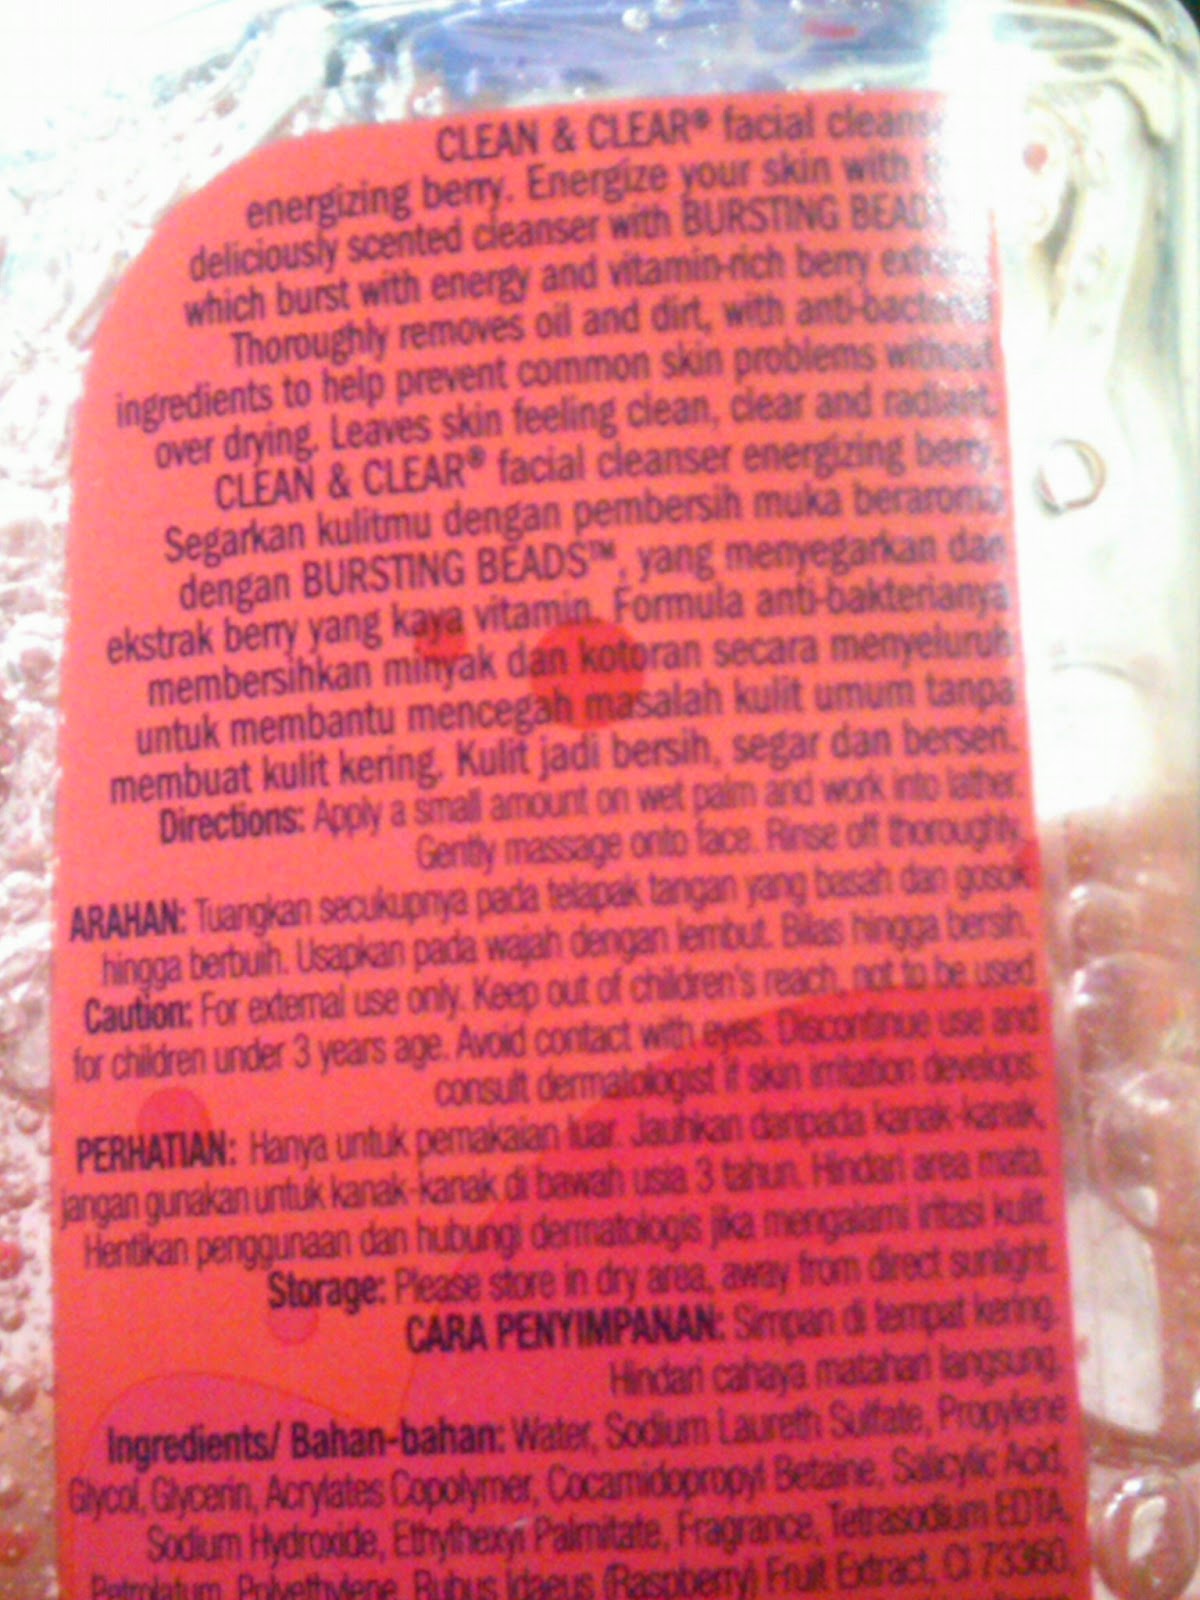 CLEAN & CLEAR® facial
energizing berry. Energize your skin with
deliciously scented cleanser with BURSTING
which burst with energy and vitamin-rich berry
Thoroughly removes oil and dirt, with
ingredients to help prevent common skin problems without
over drying. Leaves skin feeling clean, clear and radiant.
CLEAN & CLEAR® facial cleanser energizing berry.
Segarkan kulitmu dengan pembersih muka beraroma
dengan BURSTING BEADS™, yang menyegarkan dan
ekstrak berry yang kaya vitamin. Formula anti-bakterianya
membersihkan minyak dan kotoran secara menyeluruh
untuk membantu mencegah masalah kulit umum tanpa
membuat kulit kering. Kulit jadi bersih, segar dan berseri.
Directions: Apply a small amount on wet palm and work into lather.
Gently massage onto face. Rinse off thoroughly.
ARAHAN: Tuangkan secukupnya pada telapak tangan yang basah dan gosok
hingga berbuih. Usapkan pada wajah dengan lembut. Bilas hingga bersih.
Caution: For external use only. Keep out of children's reach, not to be used
for children under 3 years age. Avoid contact with eyes. Discontinue use and
consult dermatologist if skin irritation develops.
PERHATIAN: Hanya untuk pemakaian luar. Jauhkan daripada kanak-kanak,
jangan gunakan untuk kanak-kanak di bawah usia 3 tahun. Hindari area mata.
Hentikan penggunaan dan hubungi dermatologis jika mengalami iritasi kulit.
Storage: Please store in dry area, away from direct sunlight.
CARA PENYIMPANAN: Simpan di tempat kering.
Hindari cahaya matahari langsung.
Ingredients/ Bahan-bahan: Water, Sodium Laureth Sulfate, Propylene
Glycol, Glycerin, Acrylates Copolymer, Cocamidopropyl Betaine, Salicylic Acid,
Sodium Hydroxide, Ethylhexyl Palmitate, Fragrance, Tetrasodium EDTA,
Petrolatum, Polyethylene, Rubus Idaeus (Raspberry) Fruit Extract, CI 73360,